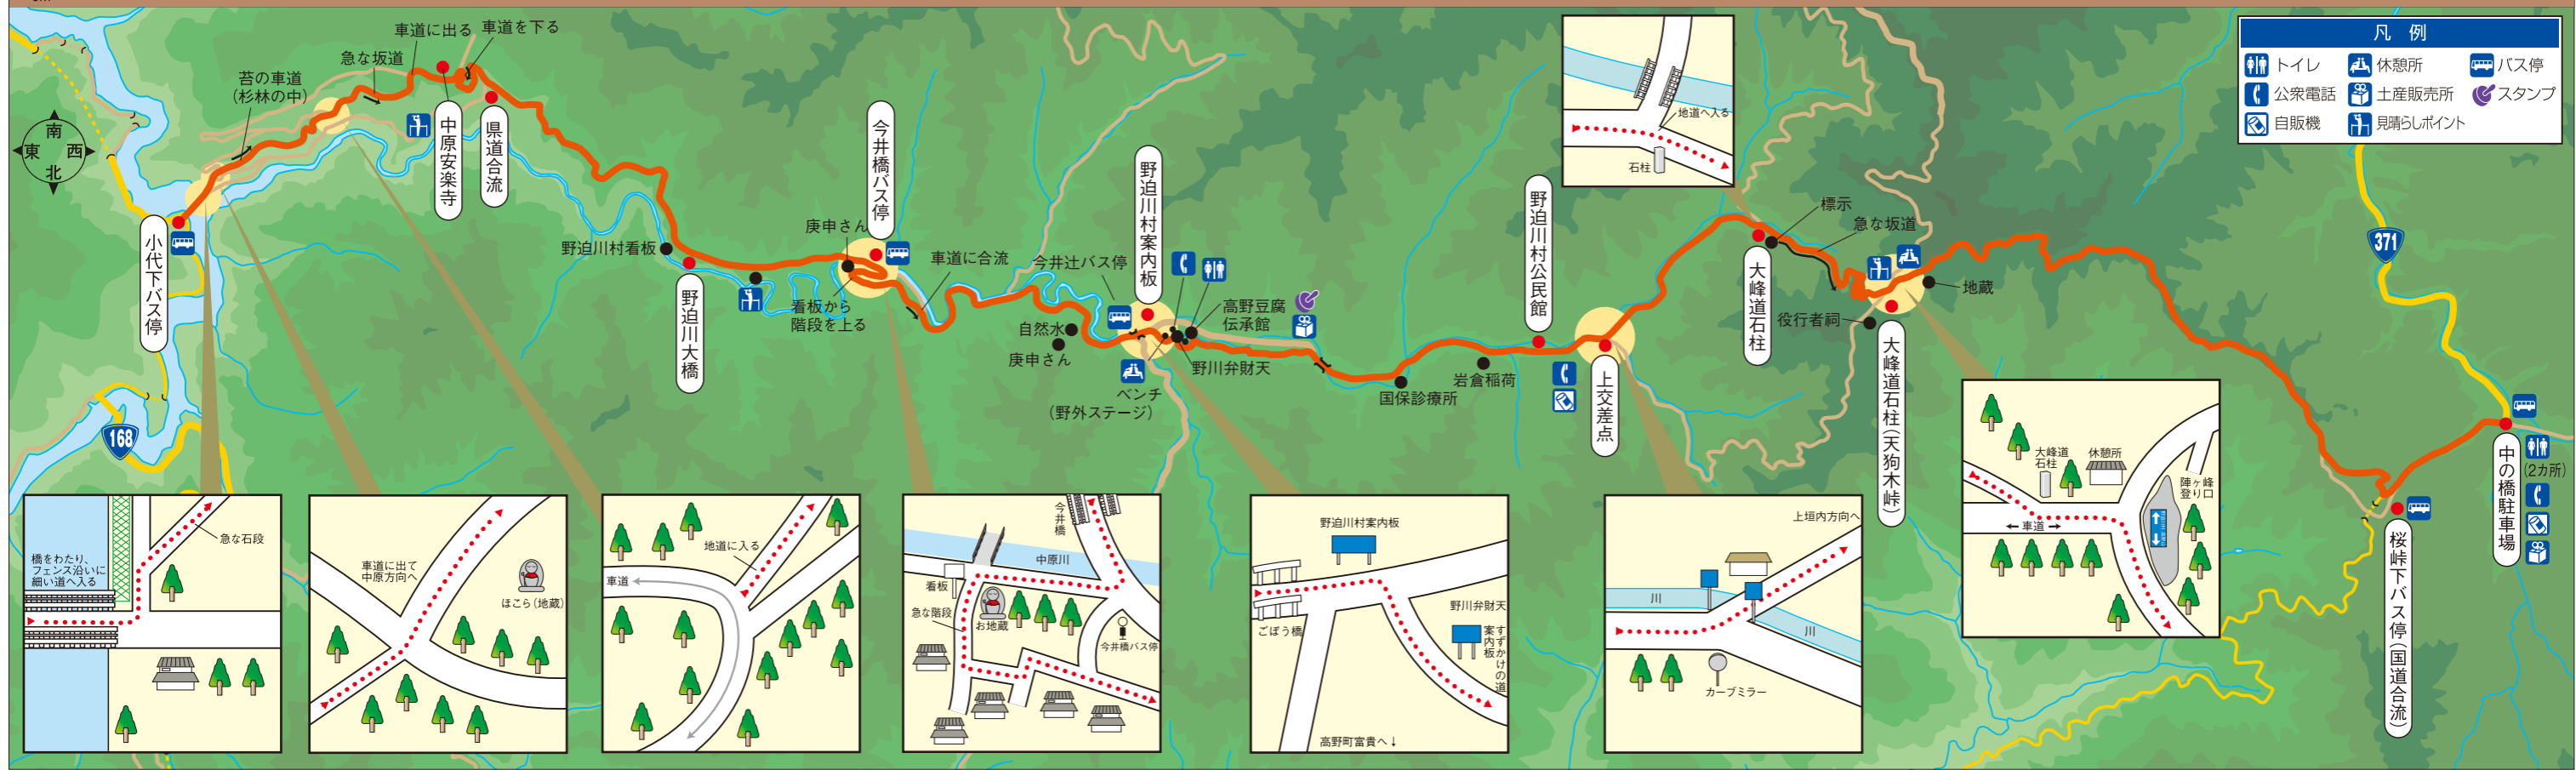 凡 例
トイレ
休憩所
バス停
公衆電話
土産販売所
スタンプ
自販機
見晴らしポイント
南
東 西
北
168
371
小代下バス停
苔の車道
(杉林の中)
急な坂道
車道に出る
車道を下る
中原安楽寺
県道合流
野迫川村看板
野迫川大橋
庚申さん
今井橋バス停
看板から
階段を上る
車道に合流
今井辻バス停
自然水
庚申さん
野迫川村案内板
ベンチ
(野外ステージ)
高野豆腐
伝承館
野川弁財天
国保診療所
岩倉稲荷
野迫川村公民館
上交差点
大峰道石柱
標示
急な坂道
役行者祠
大峰道石柱(天狗木峠)
地蔵
桜峠下バス停(国道合流)
中の橋駐車場
(2カ所)
地道へ入る
石柱
橋をわたり、
フェンス沿いに
細い道へ入る
急な石段
車道に出て
中原方向へ
ほこら(地蔵)
車道
地道に入る
今井橋
中原川
看板
急な階段
お地蔵
今井橋バス停
野迫川村案内板
ごぼう橋
野川弁財天
すずかけの道
案内板
高野町富貴へ↓
上垣内方向へ
川
川
カーブミラー
大峰道
石柱
休憩所
陣ヶ峰
登り口
←車道→